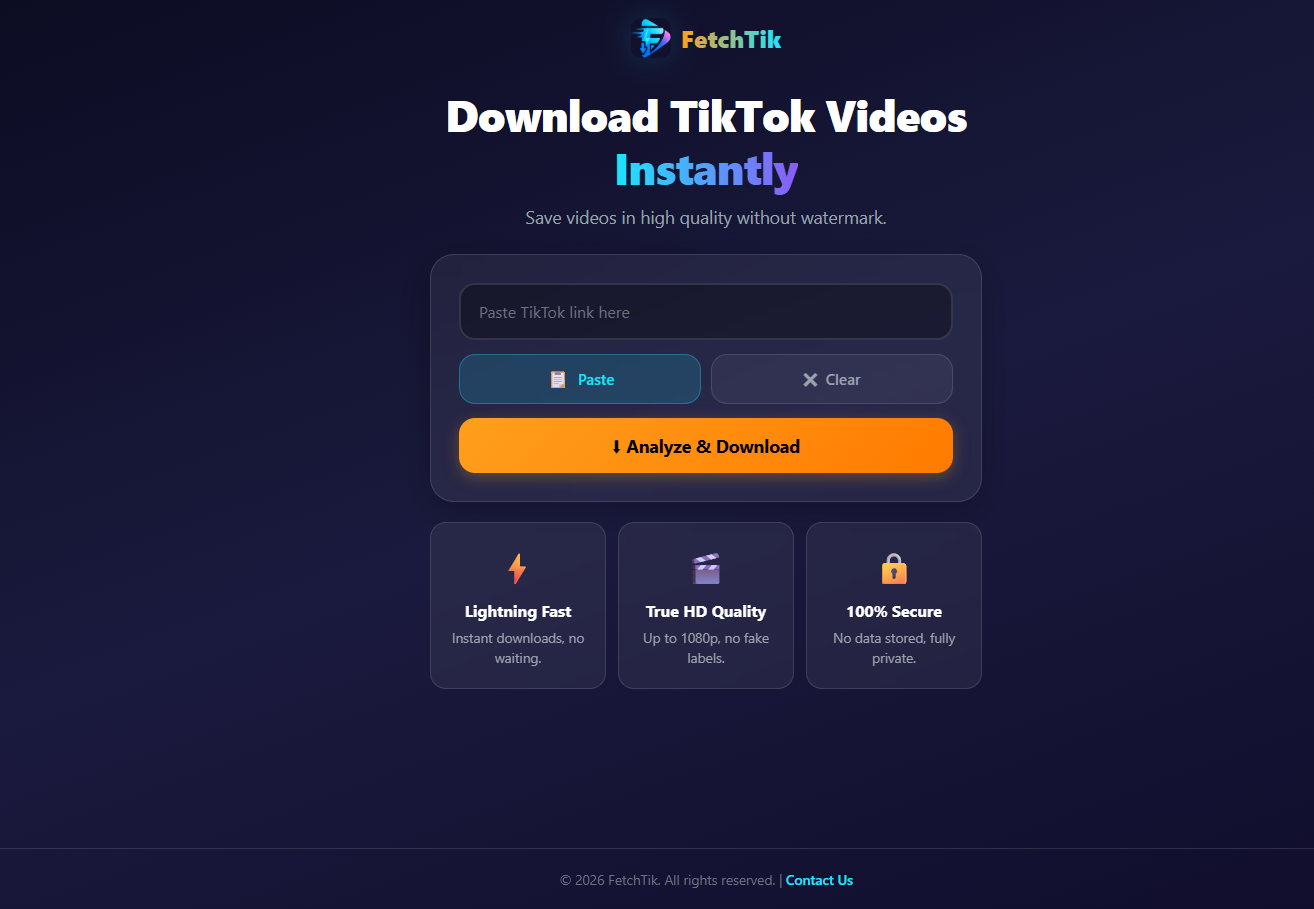 FetchTik
Download TikTok Videos
Instantly
Save videos in high quality without watermark.
Paste TikTok link here
Paste
Clear
Analyze & Download
Lightning Fast
Instant downloads, no
waiting.
True HD Quality
Up to 1080p, no fake
labels.
100% Secure
No data stored, fully
private.
© 2026 FetchTik. All rights reserved. | Contact Us